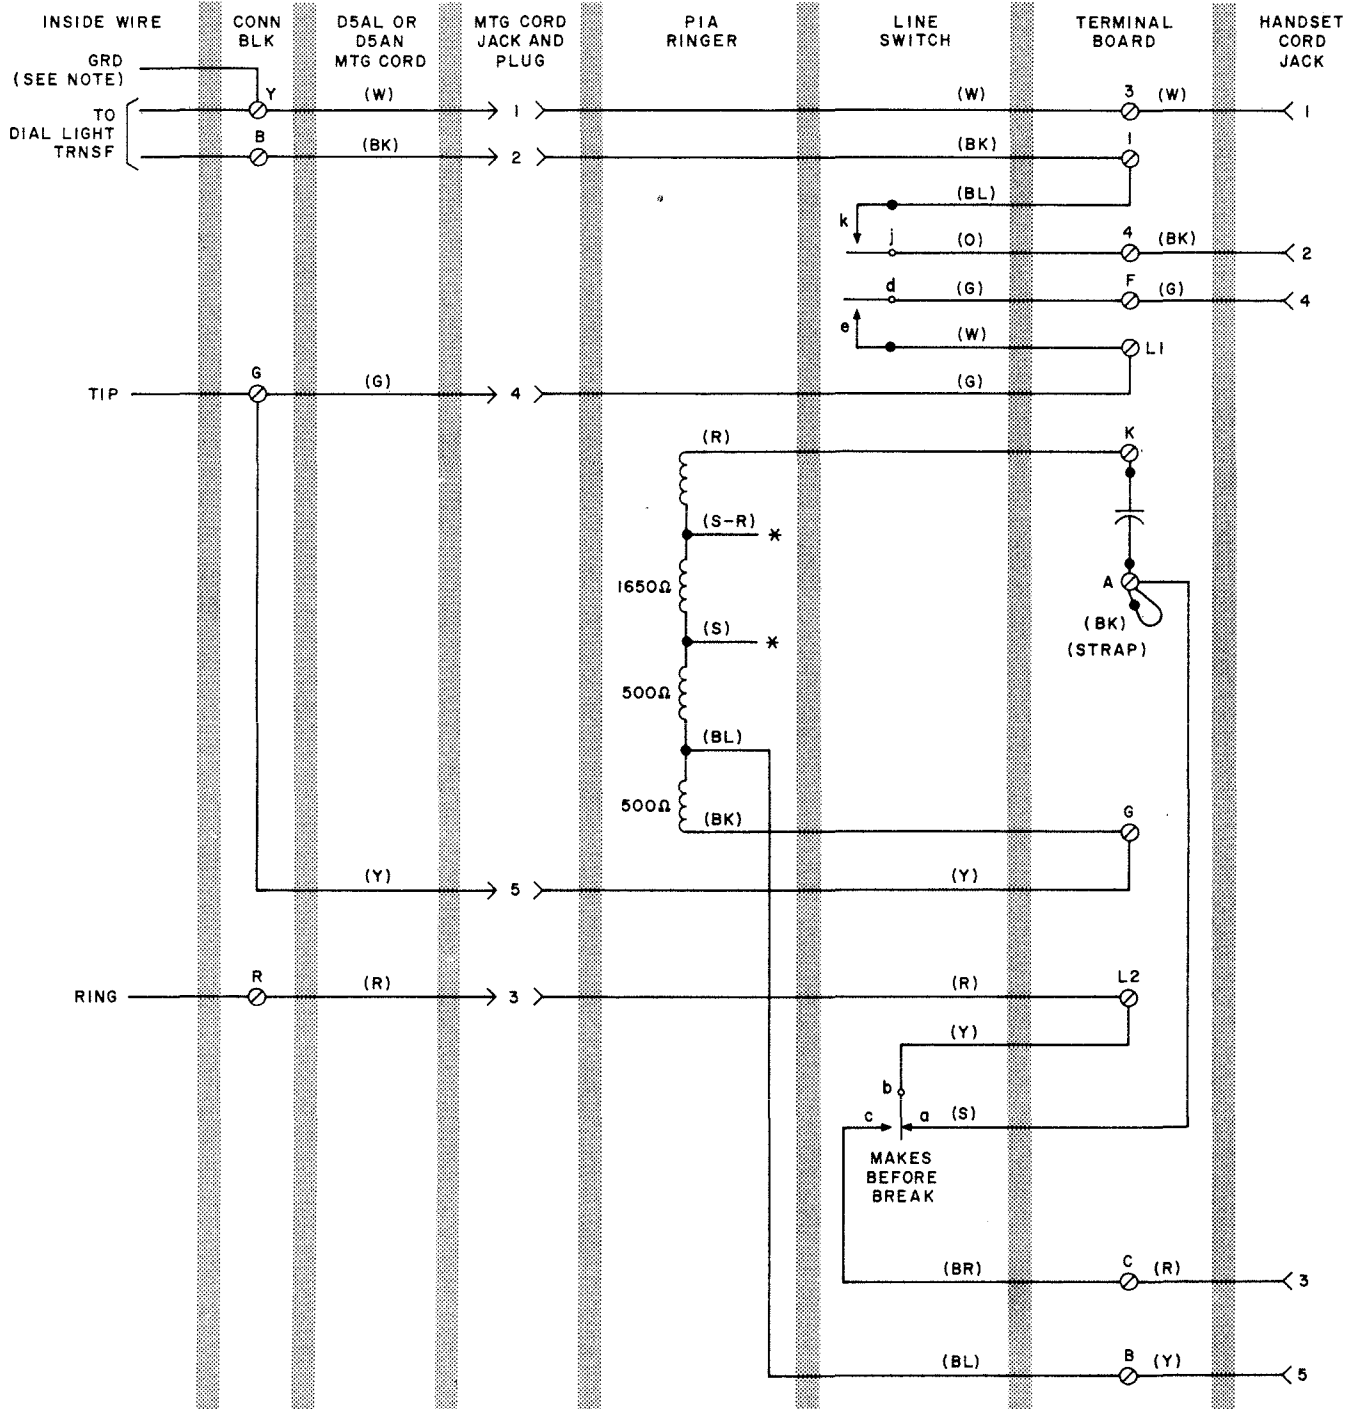 INSIDE WIRE
CONN
BLK
D5AL OR
D5AN
MTG CORD
MTG CORD
JACK AND
PLUG
PIA
RINGER
LINE
SWITCH
TERMINAL
BOARD
HANDSET
CORD
JACK
GRD
(SEE NOTE)
TO
DIAL LIGHT
TRNSF
Y
(W)
1
(W)
3
(W)
1
B
(BK)
2
(BK)
1
(BL)
k
j
(O)
4
(BK)
2
d
(G)
F
(G)
4
e
(W)
L1
TIP
G
(G)
4
(G)
(R)
K
(S-R)
*
1650Ω
A
(BK)
(STRAP)
(S)
*
500Ω
(BL)
500Ω
(BK)
G
(Y)
5
(Y)
RING
R
(R)
3
(R)
L2
(Y)
b
c
a
(S)
MAKES
BEFORE
BREAK
(BR)
C
(R)
3
(BL)
B
(Y)
5